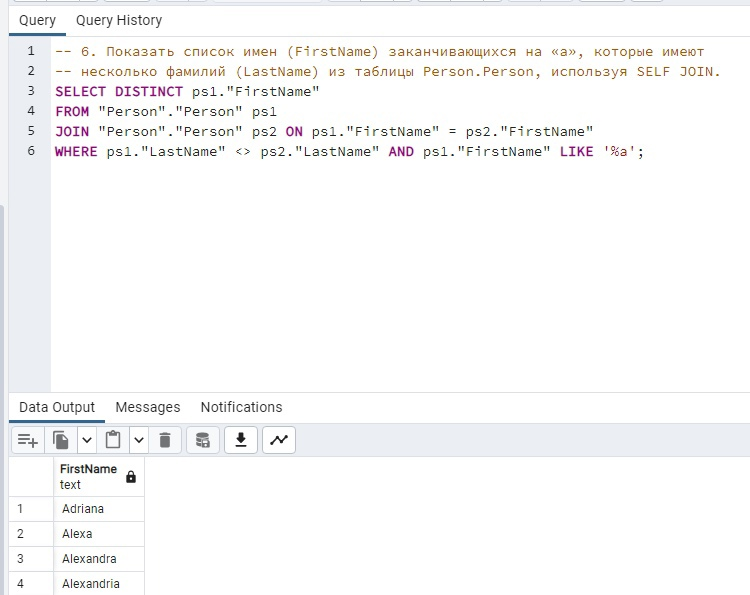 Query Query History
1 -- 6. Показать список имен (FirstName) заканчивающихся на «а», которые имеют
2 -- несколько фамилий (LastName) из таблицы Person.Person, используя SELF JOIN.
3 SELECT DISTINCT ps1."FirstName"
4 FROM "Person"."Person" ps1
5 JOIN "Person"."Person" ps2 ON ps1."FirstName" = ps2."FirstName"
6 WHERE ps1."LastName" <> ps2."LastName" AND ps1."FirstName" LIKE '%a';
Data Output Messages Notifications
FirstName
text
1 Adriana
2 Alexa
3 Alexandra
4 Alexandria